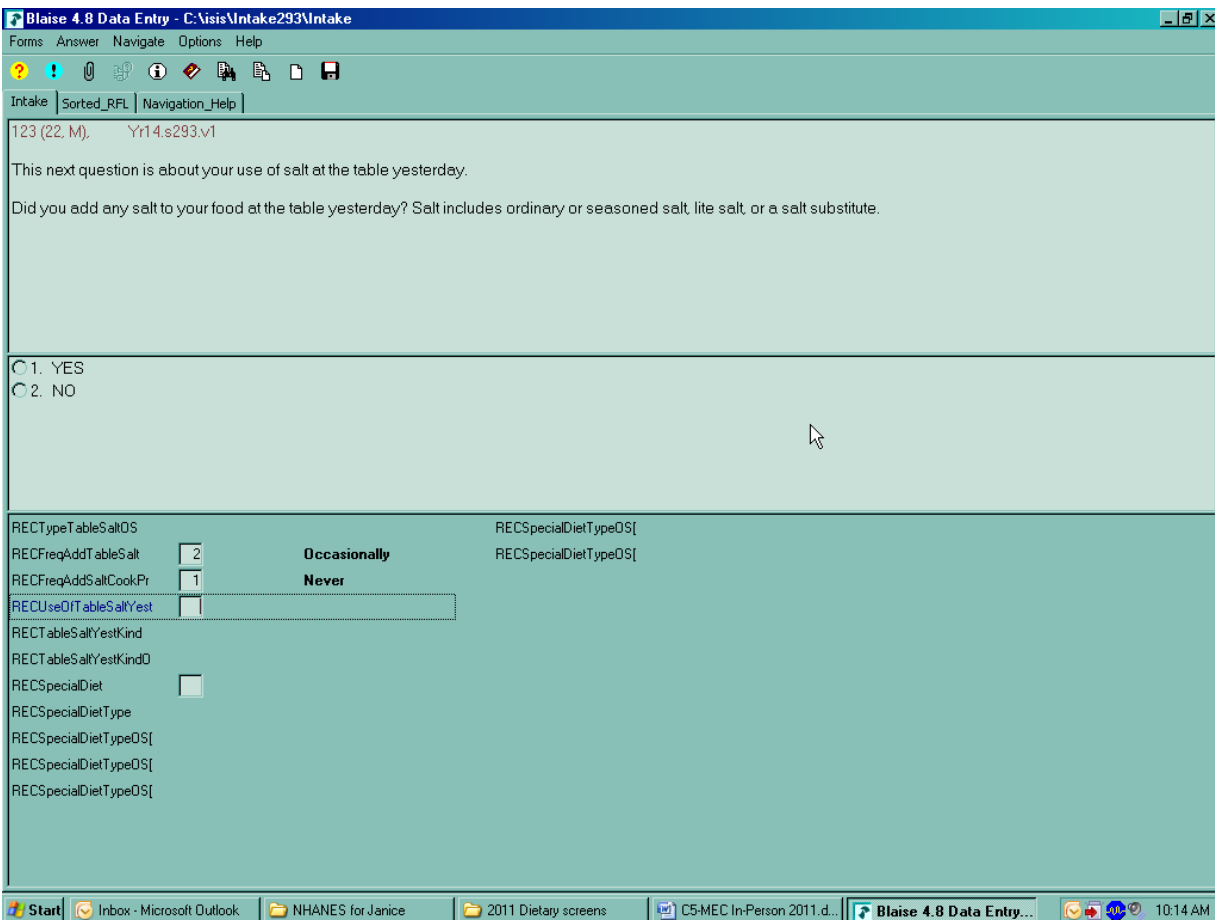 Blaise 4.8 Data Entry - C:\isis\Intake293\Intake
Forms Answer Navigate Options Help
Intake Sorted_RFL Navigation_Help
123 (22, M), Yr14.s293.v1
This next question is about your use of salt at the table yesterday.
Did you add any salt to your food at the table yesterday? Salt includes ordinary or seasoned salt, lite salt, or a salt substitute.
1. YES
2. NO
RECTypeTableSaltOS RECSpecialDietTypeOS[
RECFreqAddTableSalt 2 Occasionally RECSpecialDietTypeOS[
RECFreqAddSaltCookPr 1 Never
RECUseOfTableSaltYest
RECTableSaltYestKind
RECTableSaltYestKindO
RECSpecialDiet
RECSpecialDietType
RECSpecialDietTypeOS[
RECSpecialDietTypeOS[
RECSpecialDietTypeOS[
Start Inbox - Microsoft Outlook NHANES for Janice 2011 Dietary screens C5-MEC In-Person 2011.d... Blaise 4.8 Data Entry... 10:14 AM